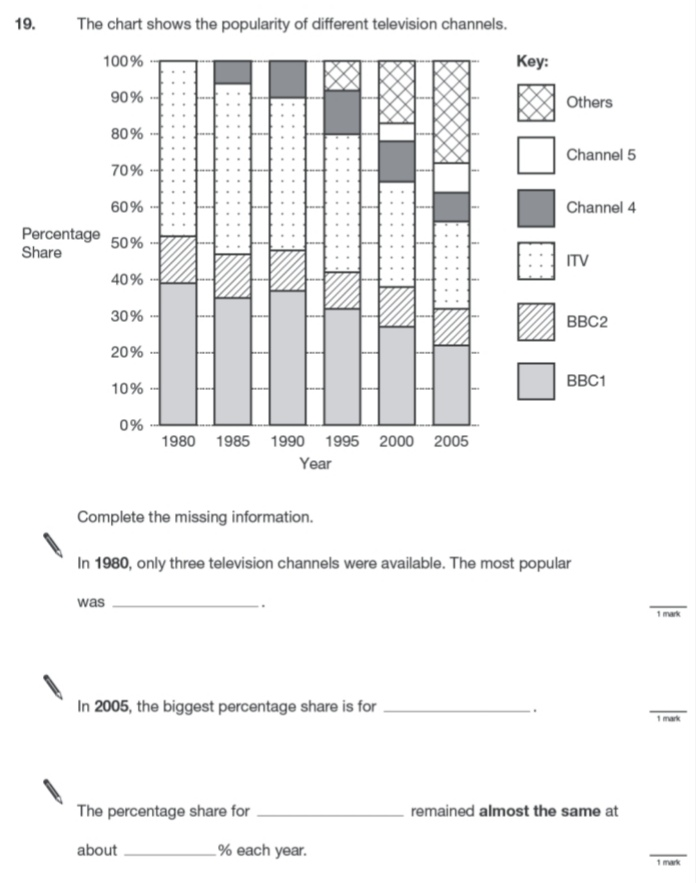 19. The chart shows the popularity of different television channels.
100%
90%
80%
70%
60%
50%
40%
30%
20%
10%
0%
Percentage
Share
1980 1985 1990 1995 2000 2005
Year
Key:
Others
Channel 5
Channel 4
ITV
BBC2
BBC1
Complete the missing information.
In 1980, only three television channels were available. The most popular
was ____________________ .
1 mark
In 2005, the biggest percentage share is for ____________________ .
1 mark
The percentage share for ____________________ remained almost the same at
about ____________ % each year.
1 mark